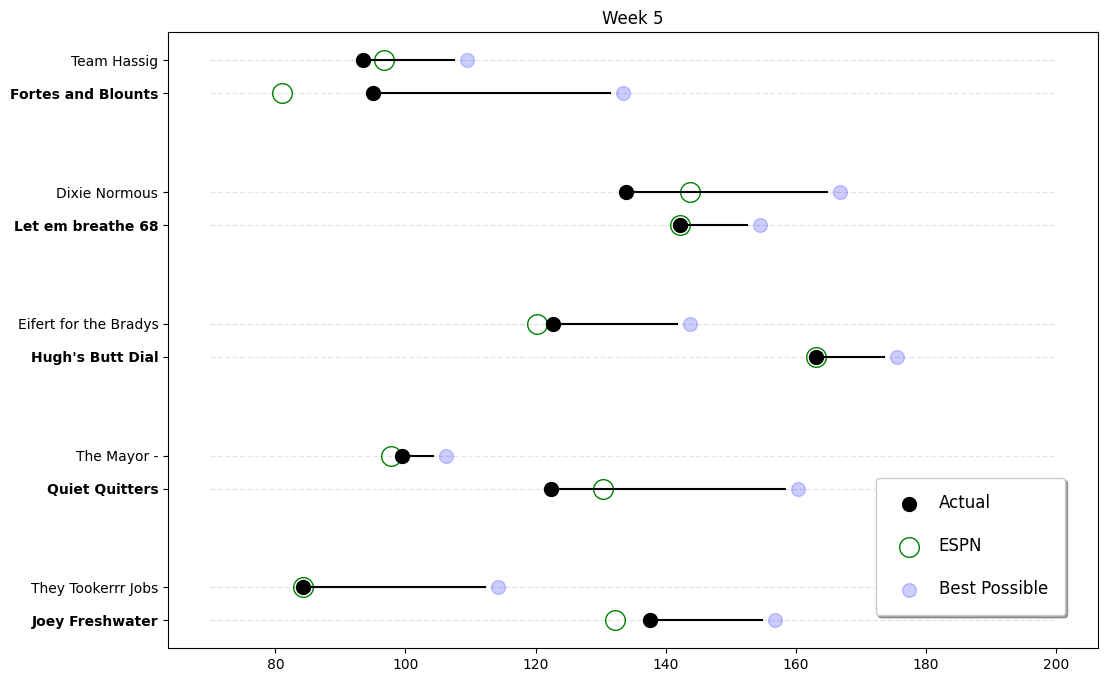 Week 5
Team Hassig
Fortes and Blounts
Dixie Normous
Let em breathe 68
Eifert for the Bradys
Hugh's Butt Dial
The Mayor -
Quiet Quitters
They Tookerrr Jobs
Joey Freshwater
Actual
ESPN
Best Possible
80 100 120 140 160 180 200